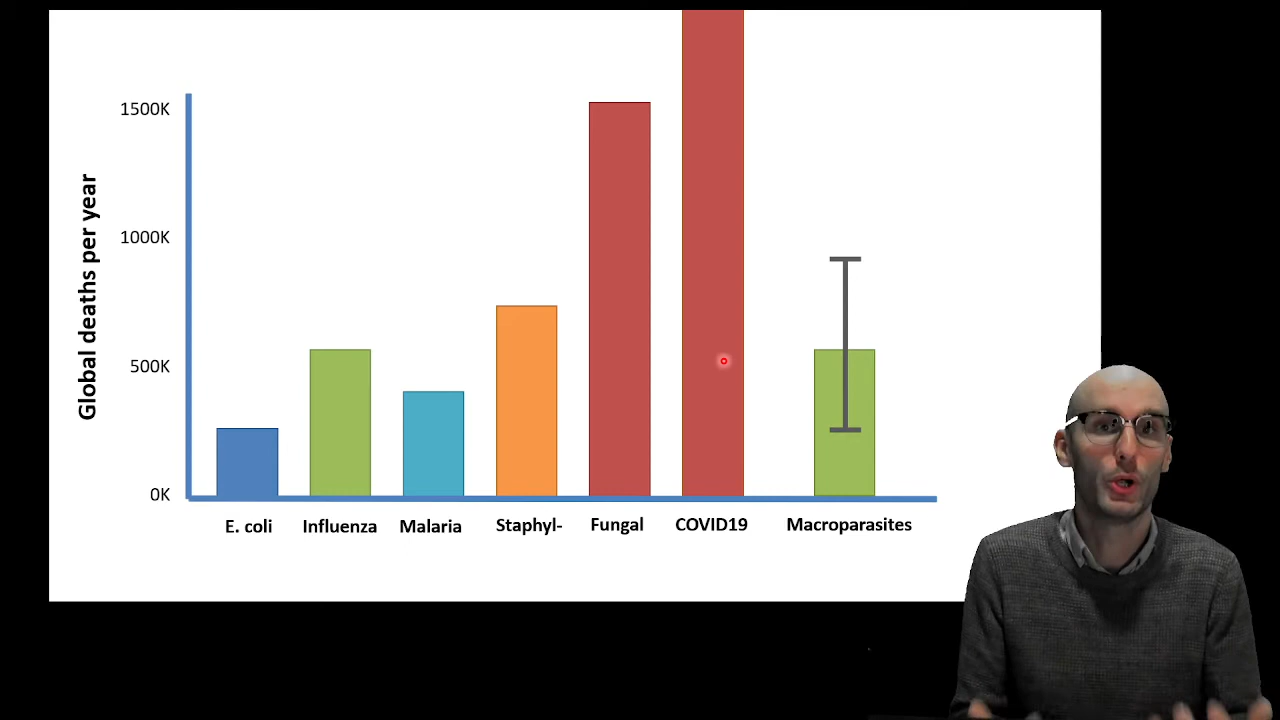 Global deaths per year
1500K
1000K
500K
0K
E. coli Influenza Malaria Staphyl- Fungal COVID19 Macroparasites